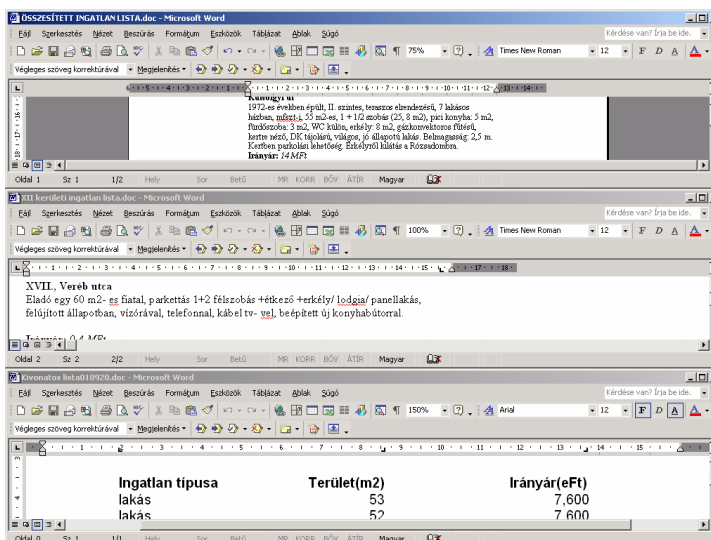 ÖSSZESÍTETT INGATLAN LISTA.doc - Microsoft Word
Fájl Szerkesztés Nézet Beszúrás Formátum Eszközök Táblázat Ablak Súgó Kérdése van? Írja be ide.
75% Times New Roman 12 F D A
Végleges szöveg korrektúrával Megjelenítés
1972-es években épült, II. szintes, teraszos elrendezésű, 7 lakásos
házban, mfszt-i, 55 m2-es, 1 + 1/2 szobás (25, 8 m2), pici konyha: 5 m2,
fürdőszoba: 3 m2, WC külön, erkély: 8 m2, gázkonvektoros fűtésű,
kertre néző, DK tájolású, világos, jó állapotú lakás. Belmagasság: 2,5 m.
Kertben parkolási lehetőség. Erkélyről kilátás a Rózsadombra.
Irányár: 14 MFt
Oldal 1 Sz 1 1/2 Hely Sor Betű MR KORR BŐV ÁTÍR Magyar
XII kerületi ingatlan lista.doc - Microsoft Word
Fájl Szerkesztés Nézet Beszúrás Formátum Eszközök Táblázat Ablak Súgó Kérdése van? Írja be ide.
100% Times New Roman 12 F D A
Végleges szöveg korrektúrával Megjelenítés
XVII., Veréb utca
Eladó egy 60 m2- es fiatal, parkettás 1+2 félszobás +étkező +erkély/ lodgia/ panellakás,
felújított állapotban, vízórával, telefonnal, kábel tv- vel, beépített új konyhabútorral.
Irányár: 9,4 MFt
Oldal 2 Sz 2 2/2 Hely Sor Betű MR KORR BŐV ÁTÍR Magyar
Kivonatos lista010920.doc - Microsoft Word
Fájl Szerkesztés Nézet Beszúrás Formátum Eszközök Táblázat Ablak Súgó Kérdése van? Írja be ide.
150% Arial 12 F D A
Végleges szöveg korrektúrával Megjelenítés
Ingatlan típusa Terület(m2) Irányár(eFt)
lakás 53 7,600
lakás 52 7,600
Oldal 0 Sz 1 1/1 Hely Sor Betű MR KORR BŐV ÁTÍR Magyar